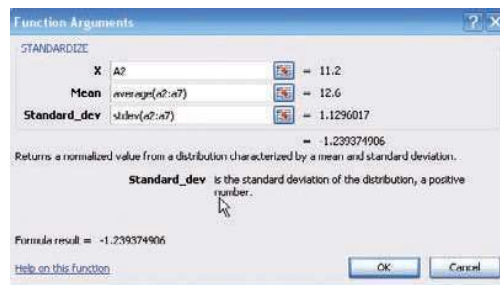 Function Arguments
STANDARDIZE
X A2 = 11.2
Mean average(a2:a7) = 12.6
Standard_dev stdev(a2:a7) = 1.1296017
= -1.239374906
Returns a normalized value from a distribution characterized by a mean and standard deviation.
Standard_dev is the standard deviation of the distribution, a positive
number.
Formula result = -1.239374906
Help on this function OK Cancel